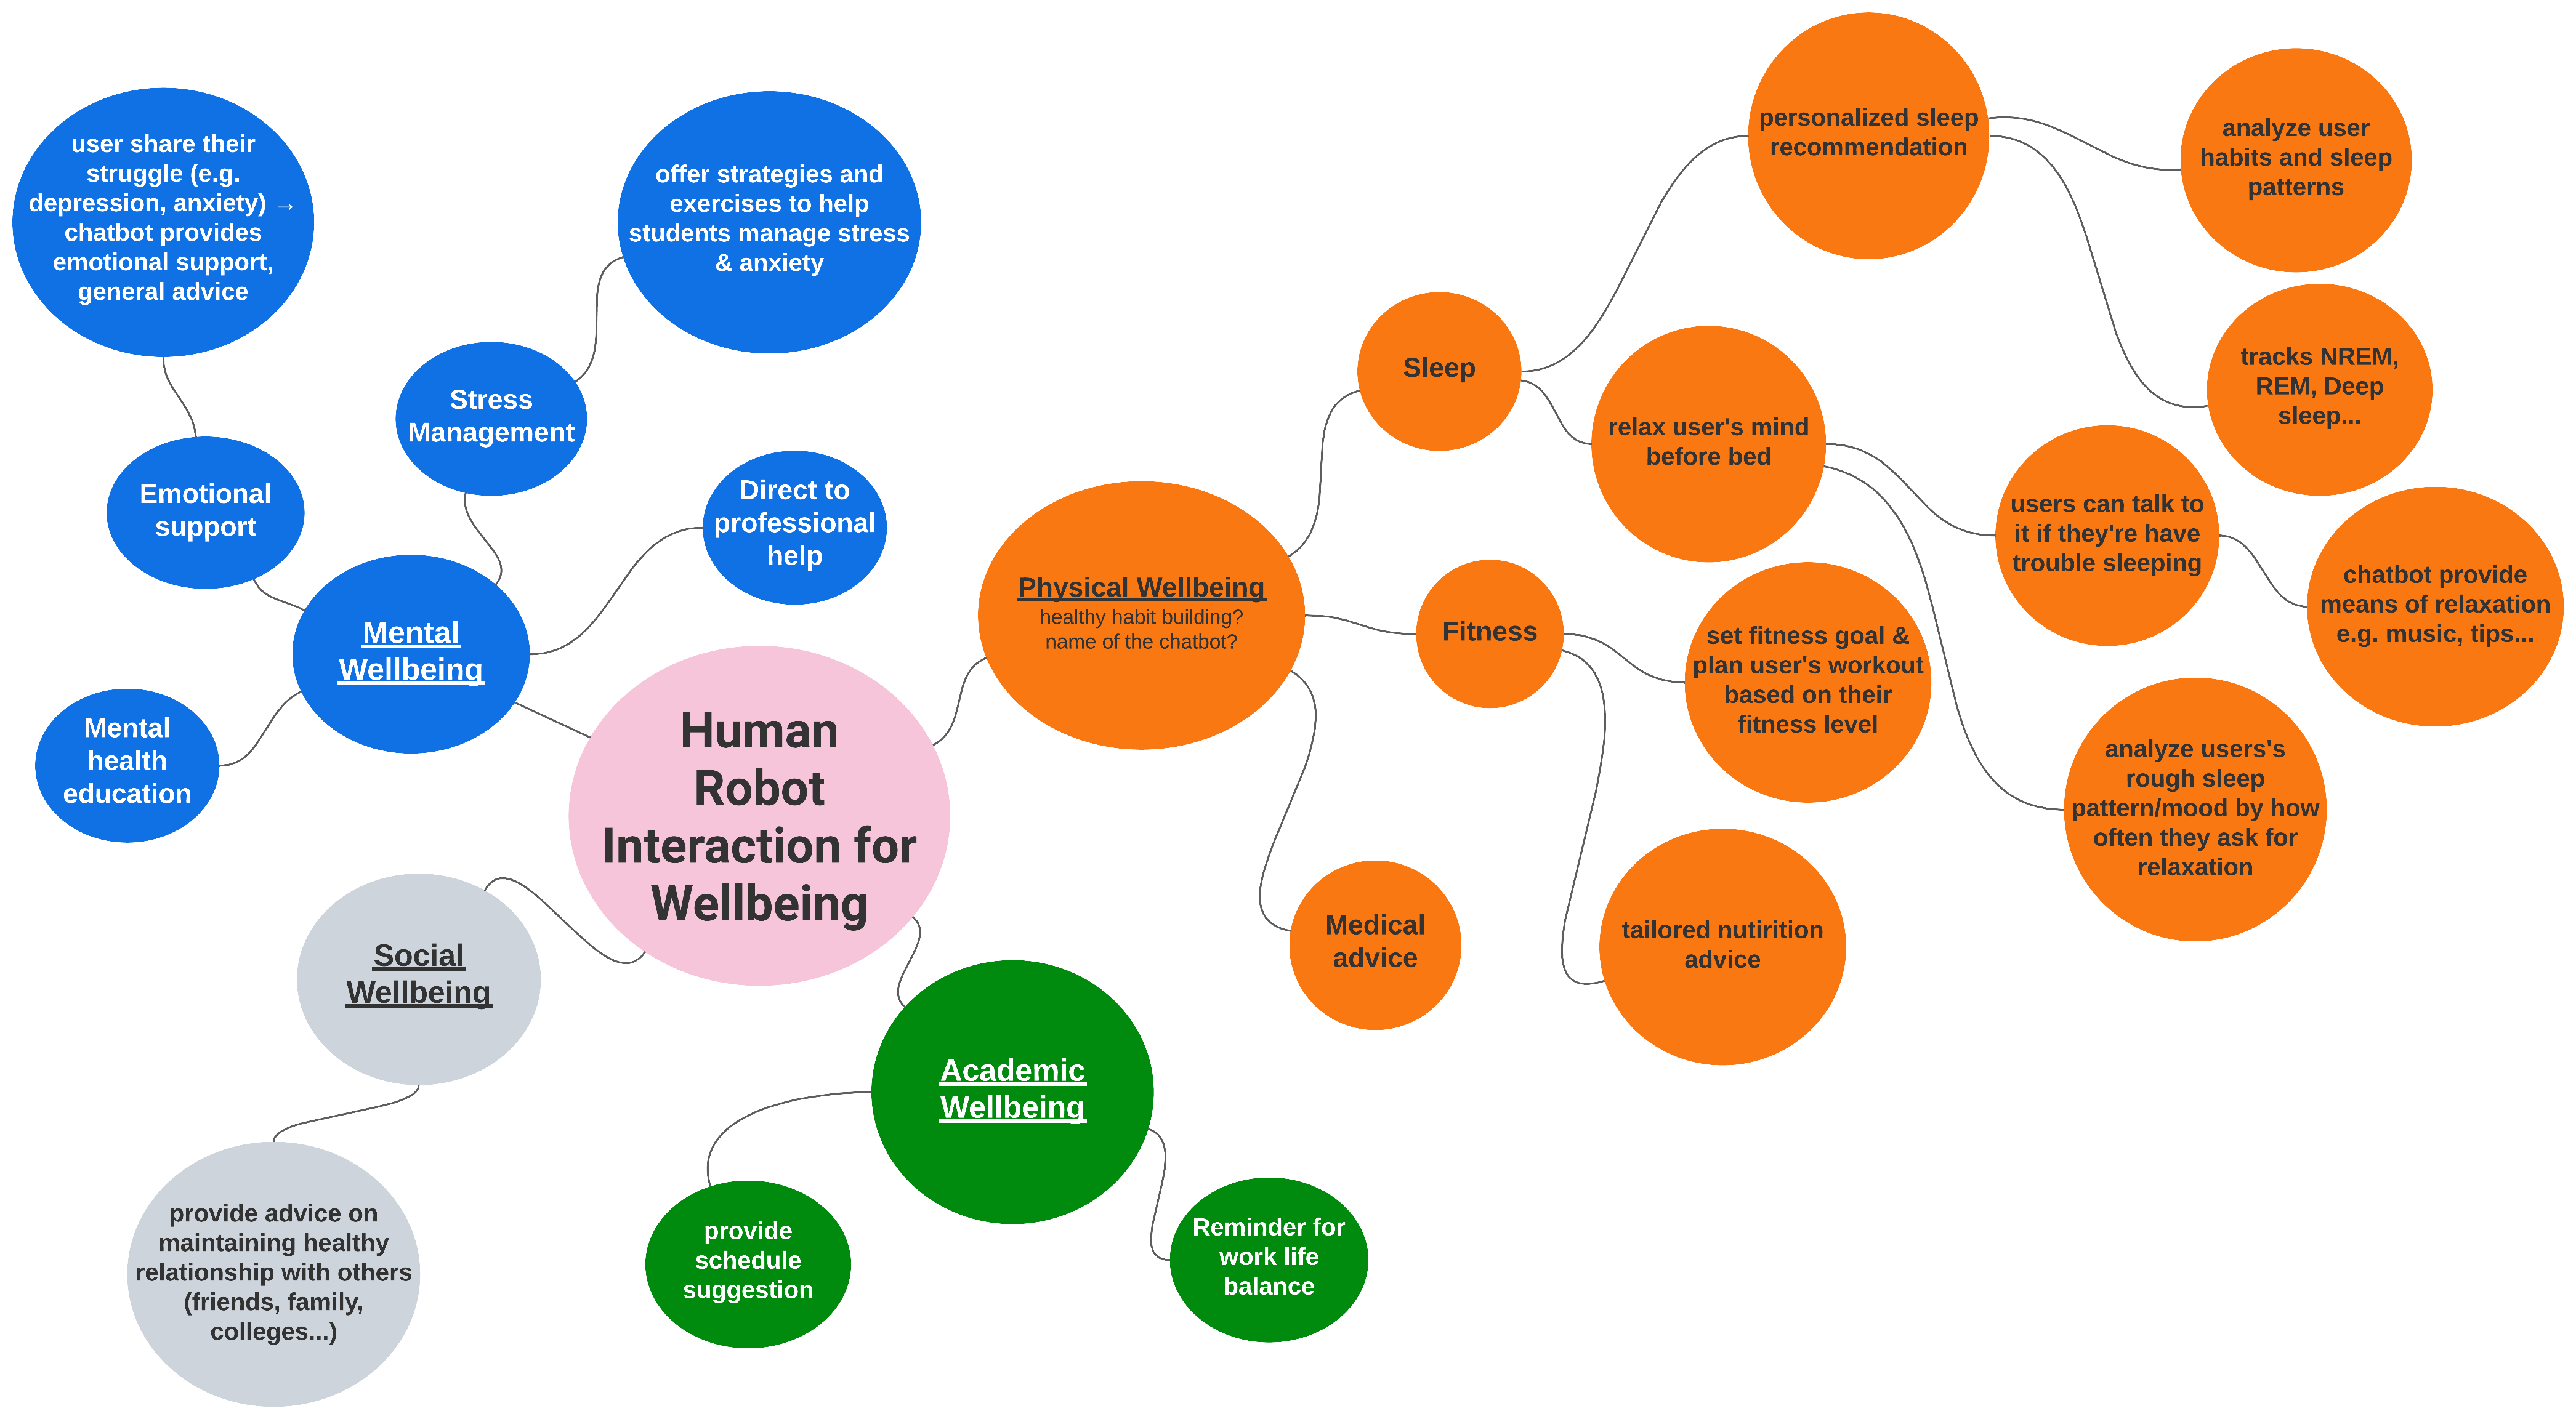 user share their
struggle (e.g.
depression, anxiety) →
chatbot provides
emotional support,
general advice
offer strategies and
exercises to help
students manage stress
& anxiety
Stress
Management
Emotional
support
Direct to
professional
help
Mental
Wellbeing
Mental
health
education
Human
Robot
Interaction for
Wellbeing
Social
Wellbeing
provide advice on
maintaining healthy
relationship with others
(friends, family,
colleges...)
Academic
Wellbeing
provide
schedule
suggestion
Reminder for
work life
balance
Physical Wellbeing
healthy habit building?
name of the chatbot?
Sleep
personalized sleep
recommendation
analyze user
habits and sleep
patterns
tracks NREM,
REM, Deep
sleep...
relax user's mind
before bed
users can talk to
it if they're have
trouble sleeping
chatbot provide
means of relaxation
e.g. music, tips...
analyze users's
rough sleep
pattern/mood by how
often they ask for
relaxation
Fitness
set fitness goal &
plan user's workout
based on their
fitness level
tailored nutirition
advice
Medical
advice